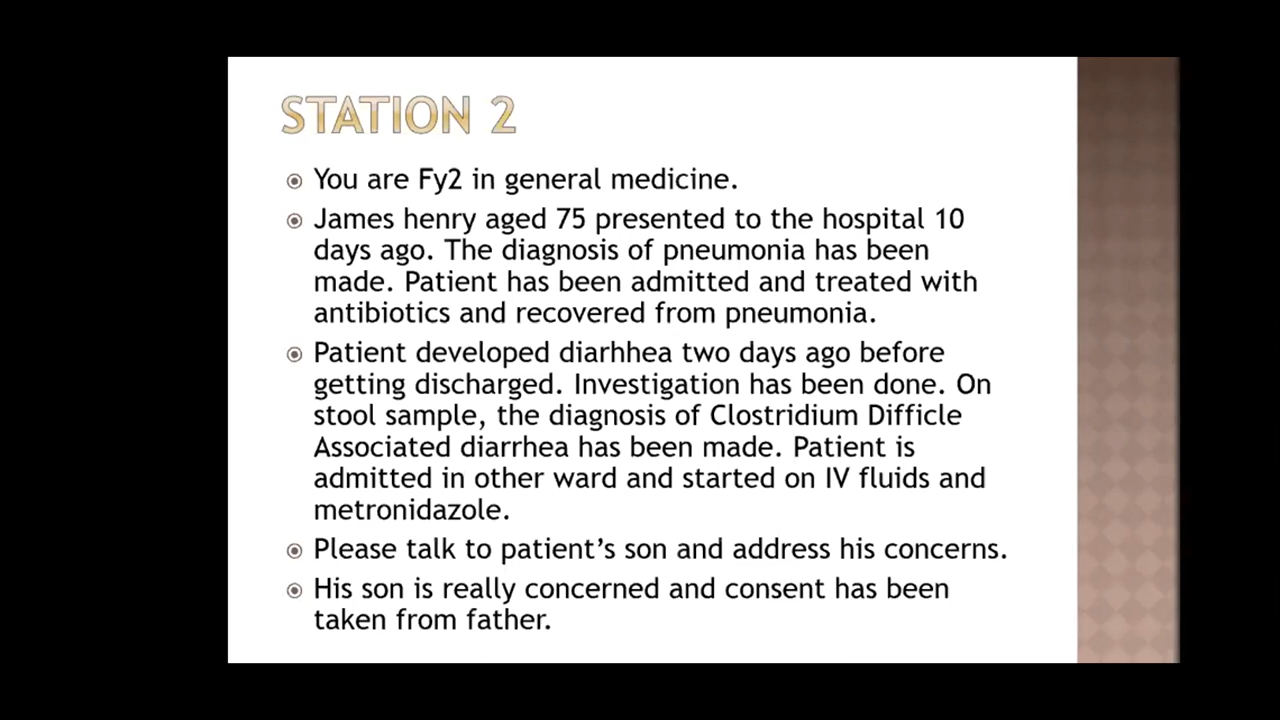 STATION 2
You are Fy2 in general medicine.
James henry aged 75 presented to the hospital 10
days ago. The diagnosis of pneumonia has been
made. Patient has been admitted and treated with
antibiotics and recovered from pneumonia.
Patient developed diarhhea two days ago before
getting discharged. Investigation has been done. On
stool sample, the diagnosis of Clostridium Difficle
Associated diarrhea has been made. Patient is
admitted in other ward and started on IV fluids and
metronidazole.
Please talk to patient’s son and address his concerns.
His son is really concerned and consent has been
taken from father.